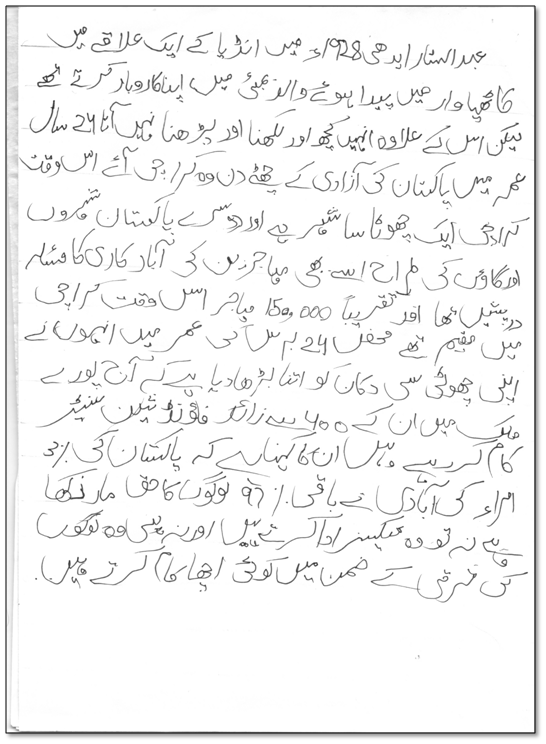 عبدالستار ایدھی 1928ء میں انڈیا کے ایک علاقے میں
کاٹھیاوار میں پیدا ہوئے والد بمبئی میں اپنا کاروبار کرتے تھے
لیکن اس کے علاوہ انہیں کچھ اور لکھنا اور پڑھنا نہیں آتا 24 سال
عمر میں پاکستان کی آزادی کے چھٹے دن وہ کراچی آئے اس وقت
کراچی ایک چھوٹا سا شہر ہے اور دوسرے پاکستان شہروں
اور گاؤں کی طرح اسے بھی مہاجرین کی آبادکاری کا مسئلہ
درپیش تھا اور تقریباً 150,000 مہاجر اس وقت کراچی
میں مقیم تھے محض 24 برس کی عمر میں انہوں نے
اپنی چھوٹی سی دکان کو اتنا بڑھا دیا ہے کہ آج پورے
ملک میں ان کے 400 سے زائد فاؤنڈیشن سنیٹر
کام کر رہے ہیں ان کا کہنا ہے کہ پاکستان کی %3
امراء کی آبادی نے باقی %97 لوگوں کا حق مار رکھا
ہے نہ تو وہ ٹیکس ادا کرتے ہیں اور نہ ہی وہ لوگوں
کی ترقی کے ضمن میں کوئی اچھا کام کرتے ہیں.